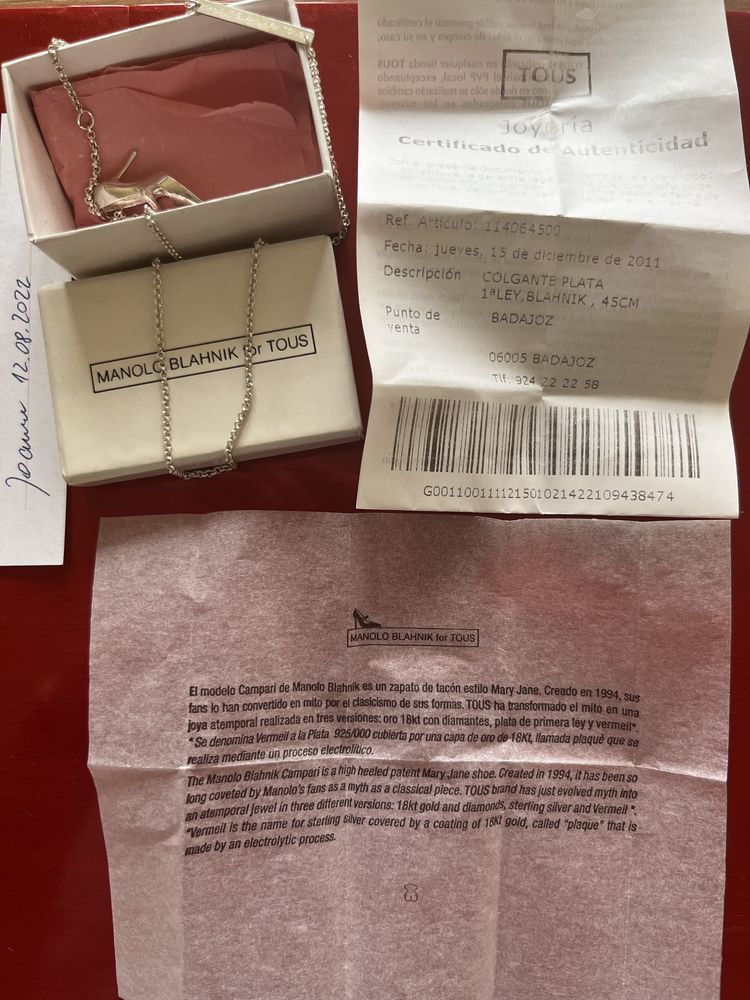 TOUS
Joyería
Certificado de Autenticidad
Ref. Artículo: 114064500
Fecha: jueves, 15 de diciembre de 2011
Descripción COLGANTE PLATA
1ªLEY,BLAHNIK , 45CM
Punto de venta BADAJOZ
06005 BADAJOZ
Tlf. 924 22 22 58
G0011001111215010214221094 38474
MANOLO BLAHNIK for TOUS
Joanna 12.08.2022
MANOLO BLAHNIK for TOUS
El modelo Campari de Manolo Blahnik es un zapato de tacón estilo Mary Jane. Creado en 1994, sus
fans lo han convertido en mito por el clasicismo de sus formas. TOUS ha transformado el mito en una
joya atemporal realizada en tres versiones: oro 18kt con diamantes, plata de primera ley y vermeil*.
*Se denomina Vermeil a la Plata 925/000 cubierta por una capa de oro de 18Kt, llamada plaqué que se
realiza mediante un proceso electrolítico.
The Manolo Blahnik Campari is a high heeled patent Mary Jane shoe. Created in 1994, it has been so
long coveted by Manolo's fans as a myth as a classical piece. TOUS brand has just evolved myth into
an atemporal jewel in three different versions: 18kt gold and diamonds, sterling silver and Vermeil *.
*Vermeil is the name for sterling silver covered by a coating of 18Kt gold, called "plaque" that is
made by an electrolytic process.